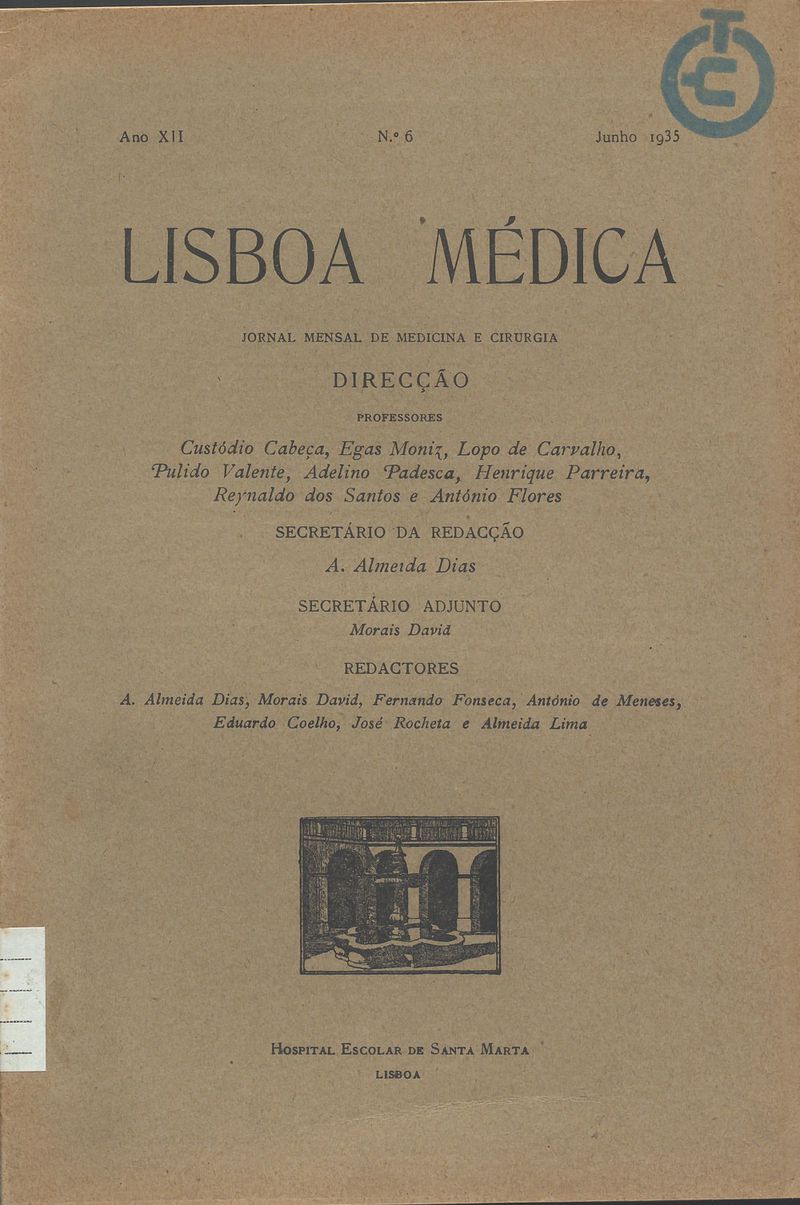 TC
Ano XII N.º 6 Junho 1935
LISBOA MÉDICA
JORNAL MENSAL DE MEDICINA E CIRURGIA
DIRECÇÃO
PROFESSORES
Custódio Cabeça, Egas Moniz, Lopo de Carvalho,
Pulido Valente, Adelino Padesca, Henrique Parreira,
Reynaldo dos Santos e António Flores
SECRETÁRIO DA REDACÇÃO
A. Almeida Dias
SECRETÁRIO ADJUNTO
Morais David
REDACTORES
A. Almeida Dias, Morais David, Fernando Fonseca, António de Meneses,
Eduardo Coelho, José Rocheta e Almeida Lima
HOSPITAL ESCOLAR DE SANTA MARTA
LISBOA